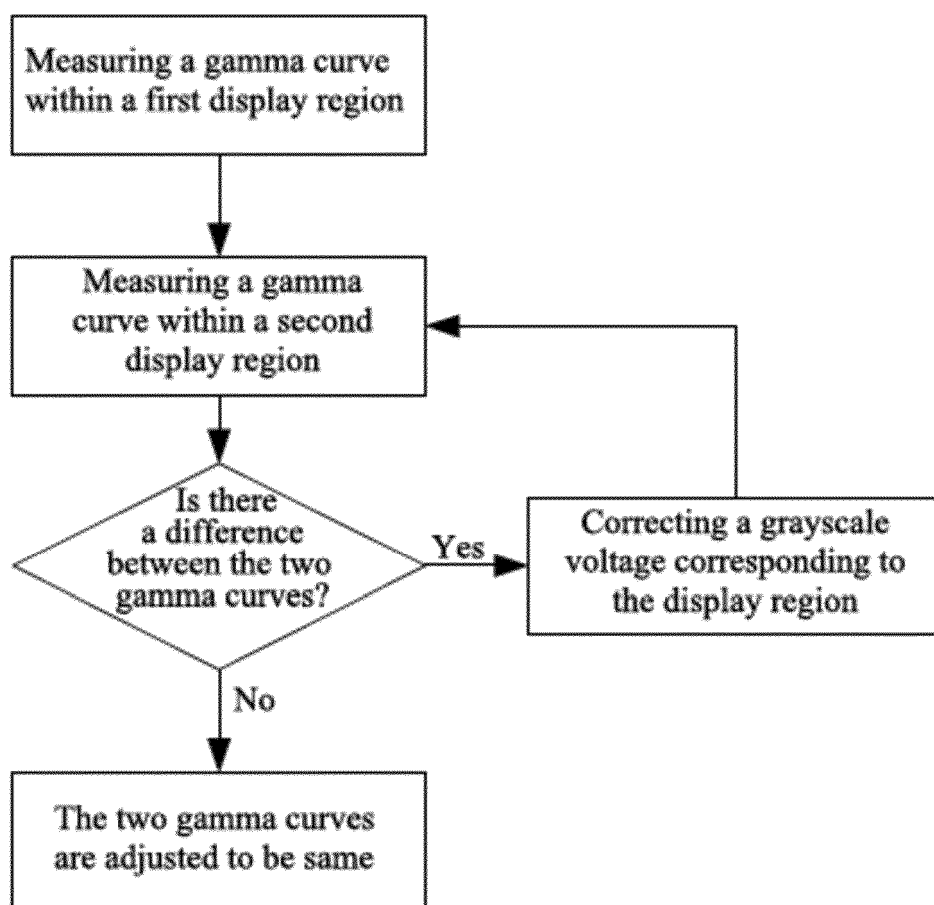 Measuring a gamma curve
within a first display region
Measuring a gamma
curve within a second
display region
Is there
a difference
between the two
gamma curves?
Yes
Correcting a grayscale
voltage corresponding to
the display region
No
The two gamma curves
are adjusted to be same